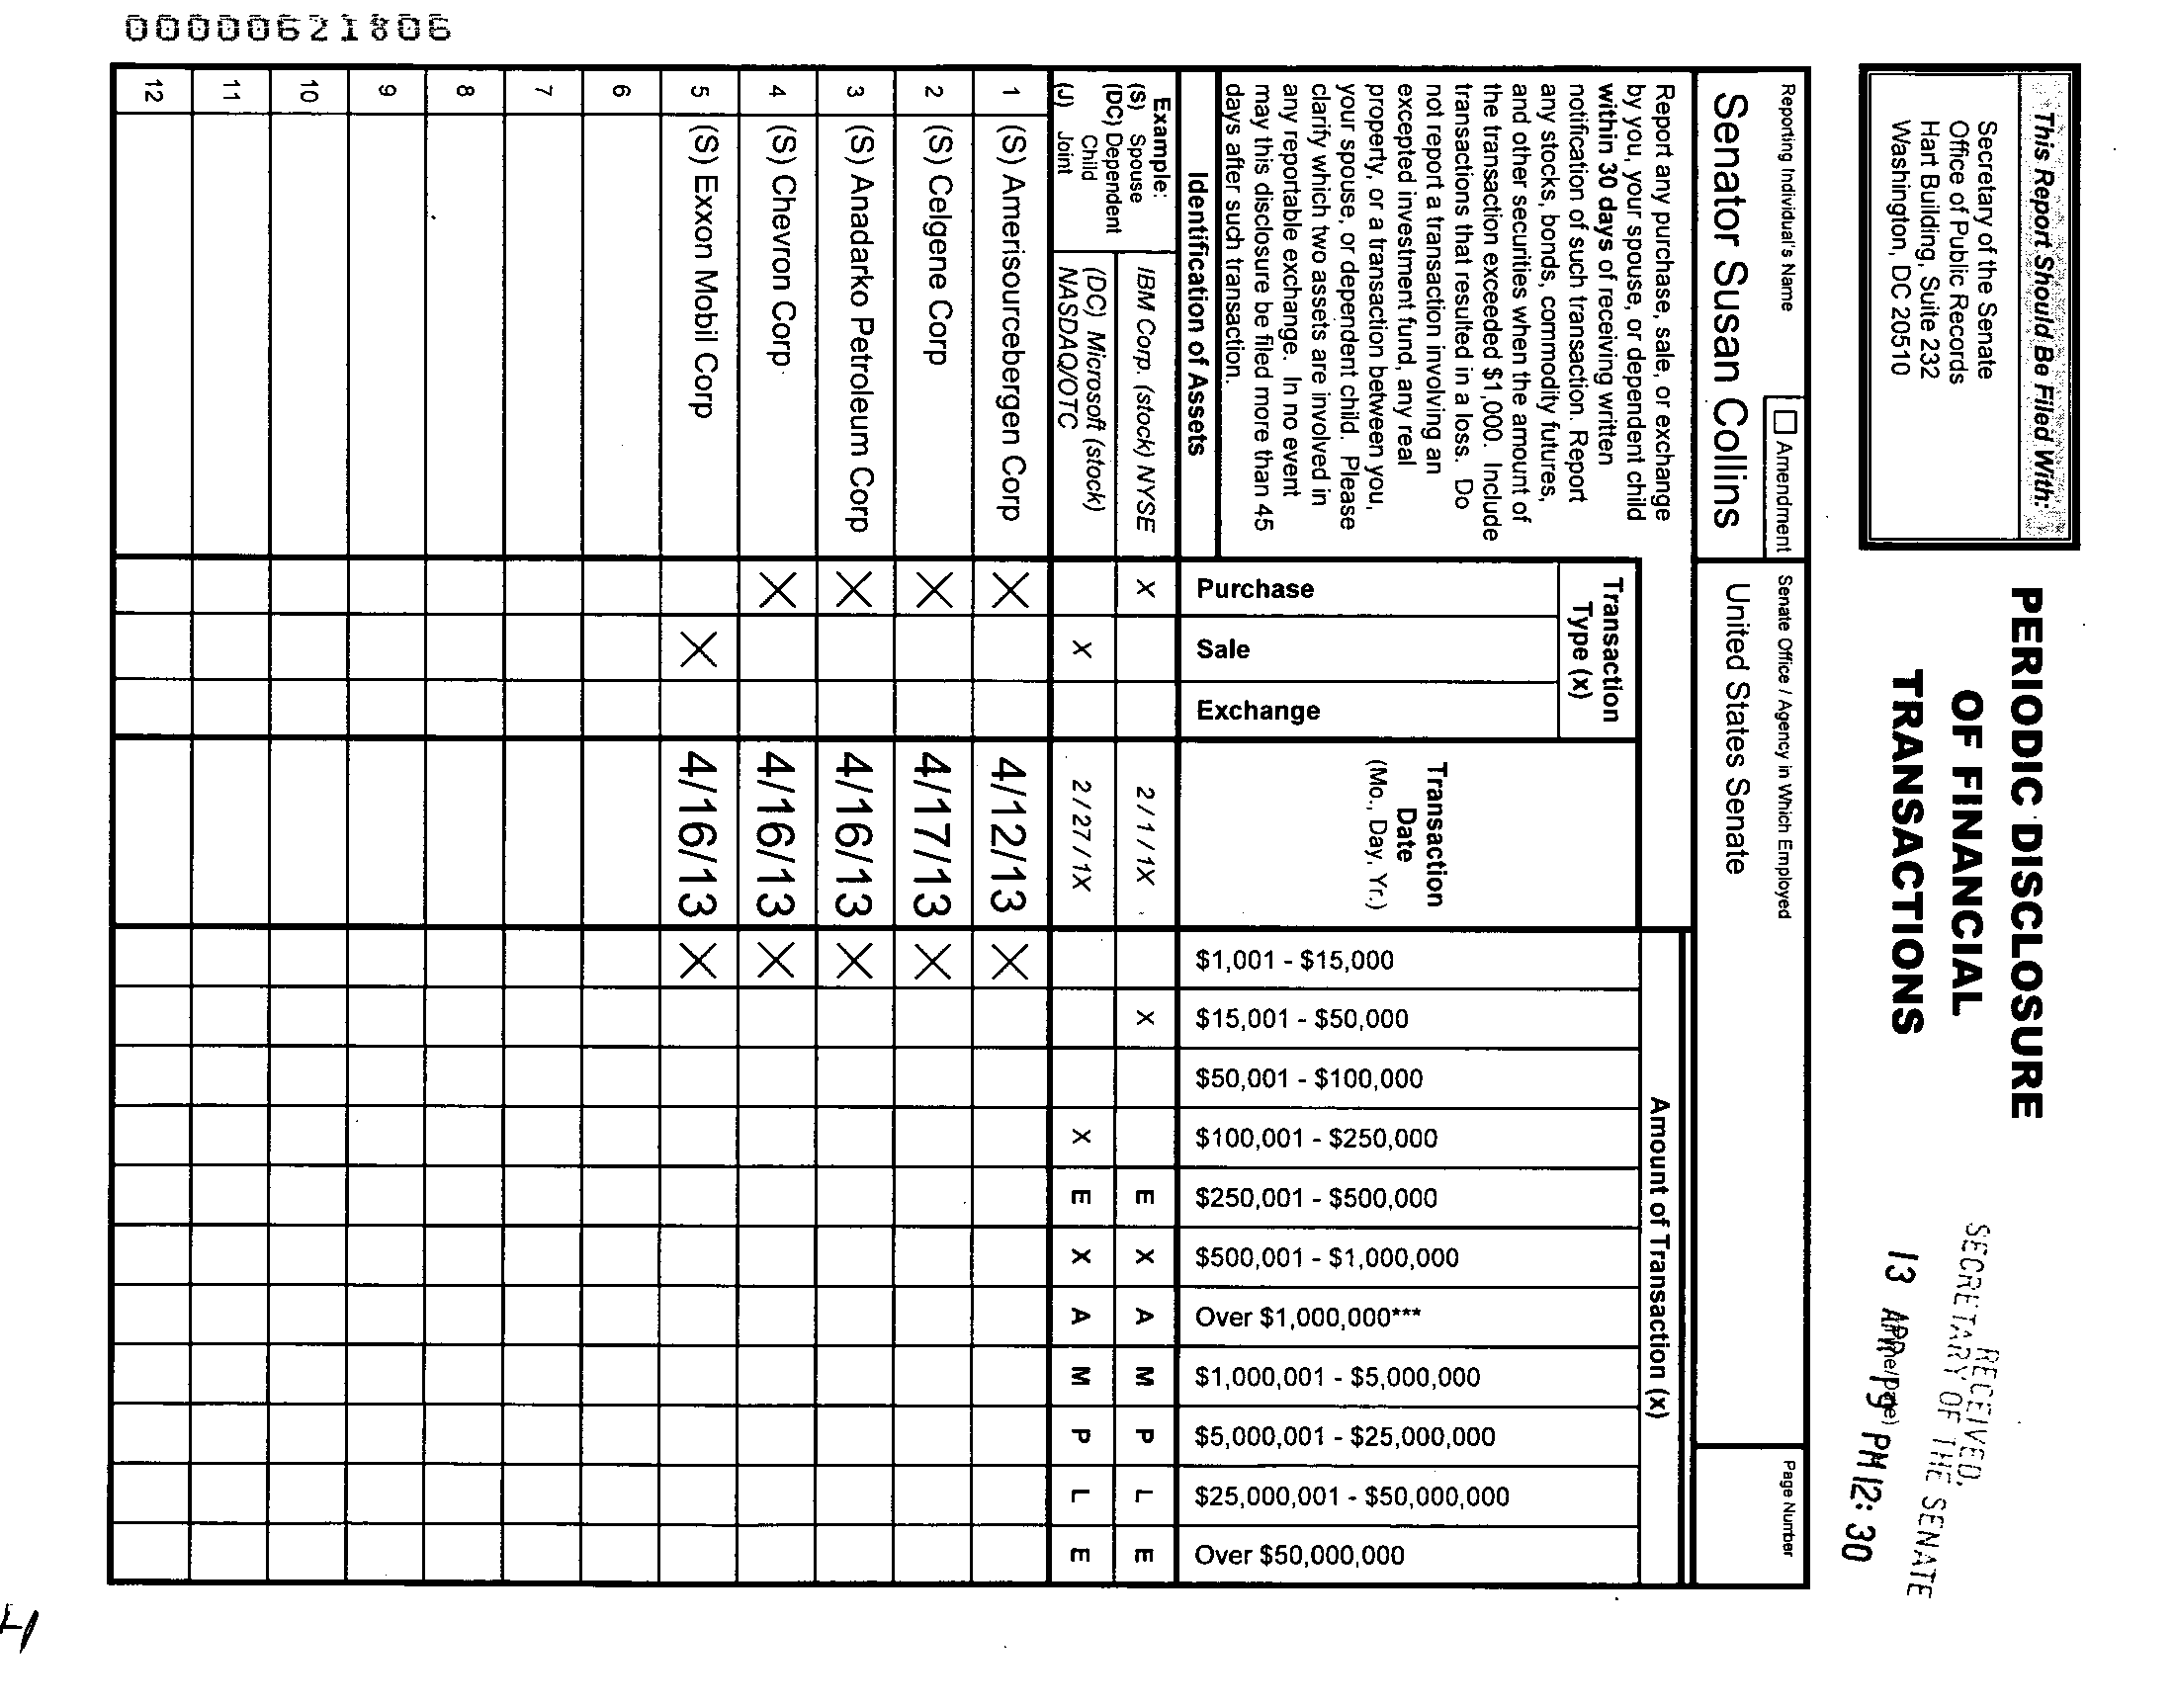 00000621806
This Report Should Be Filed With:
Secretary of the Senate
Office of Public Records
Hart Building, Suite 232
Washington, DC 20510
PERIODIC DISCLOSURE
OF FINANCIAL
TRANSACTIONS
RECEIVED
SECRETARY OF THE SENATE
13 APR 19 PM 12:30
Reporting Individual's Name
Amendment
Senator Susan Collins
Senate Office / Agency in Which Employed
United States Senate
Page Number
Report any purchase, sale, or exchange
by you, your spouse, or dependent child
within 30 days of receiving written
notification of such transaction. Report
any stocks, bonds, commodity futures,
and other securities when the amount of
the transaction exceeded $1,000. Include
transactions that resulted in a loss. Do
not report a transaction involving an
excepted investment fund, any real
property, or a transaction between you,
your spouse, or dependent child. Please
clarify which two assets are involved in
any reportable exchange. In no event
may this disclosure be filed more than 45
days after such transaction.
Identification of Assets
Transaction
Type (x)
Purchase
Sale
Exchange
Transaction
Date
(Mo., Day, Yr.)
Amount of Transaction (x)
$1,001 - $15,000
$15,001 - $50,000
$50,001 - $100,000
$100,001 - $250,000
$250,001 - $500,000
$500,001 - $1,000,000
Over $1,000,000***
$1,000,001 - $5,000,000
$5,000,001 - $25,000,000
$25,000,001 - $50,000,000
Over $50,000,000
Example:
(S) Spouse
(DC) Dependent
Child
(J) Joint
IBM Corp. (stock) NYSE X 2 / 1 / 1X X E X A M P L E
(DC) Microsoft (stock)
NASDAQ/OTC X 2 / 27 / 1X X E X A M P L E
1 (S) Amerisourcebergen Corp X 4/12/13 X
2 (S) Celgene Corp X 4/17/13 X
3 (S) Anadarko Petroleum Corp X 4/16/13 X
4 (S) Chevron Corp X 4/16/13 X
5 (S) Exxon Mobil Corp X 4/16/13 X
6
7
8
9
10
11
12